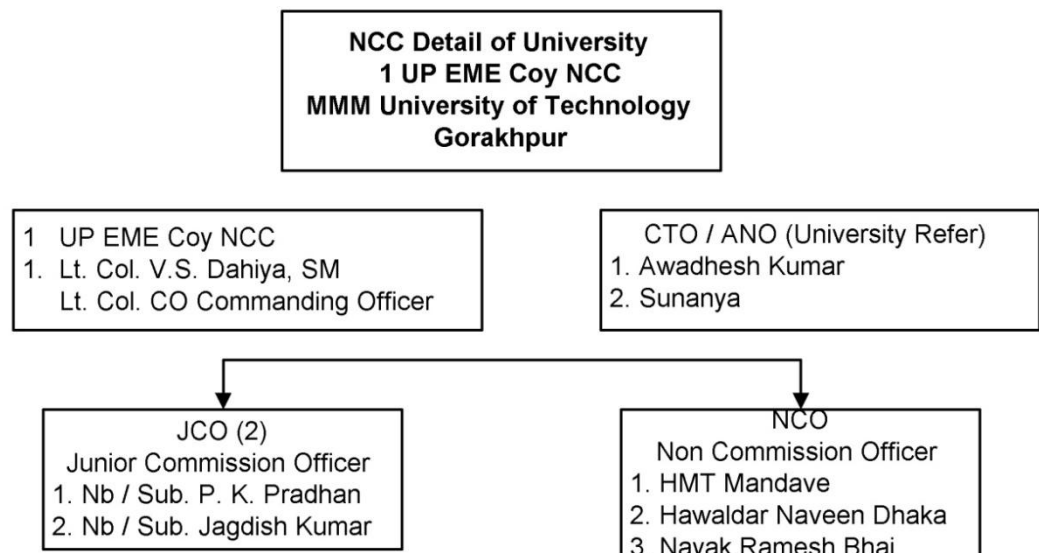 NCC Detail of University
1 UP EME Coy NCC
MMM University of Technology
Gorakhpur
1 UP EME Coy NCC
1. Lt. Col. V.S. Dahiya, SM
Lt. Col. CO Commanding Officer
CTO / ANO (University Refer)
1. Awadhesh Kumar
2. Sunanya
JCO (2)
Junior Commission Officer
1. Nb / Sub. P. K. Pradhan
2. Nb / Sub. Jagdish Kumar
NCO
Non Commission Officer
1. HMT Mandave
2. Hawaldar Naveen Dhaka
3. Nayak Ramesh Bhai